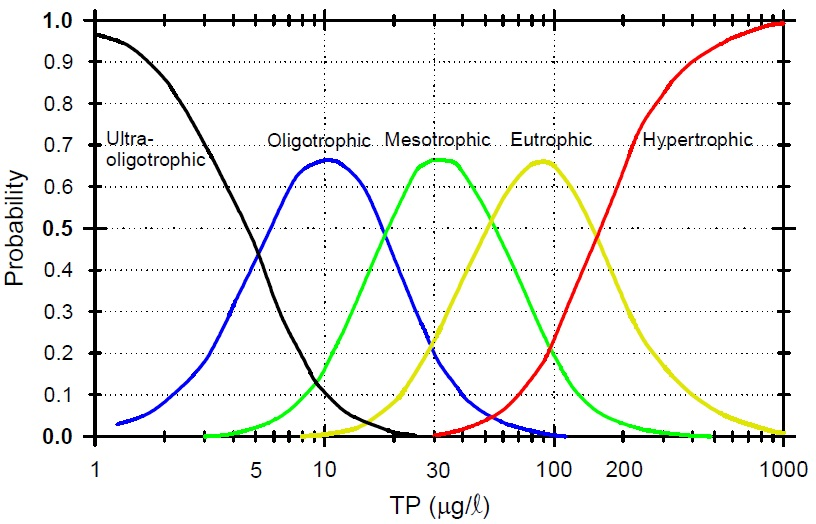 1.0
0.9
0.8
0.7
0.6
0.5
0.4
0.3
0.2
0.1
0.0
Probability
Ultra-
oligotrophic
Oligotrophic
Mesotrophic
Eutrophic
Hypertrophic
1
5
10
30
100
200
1000
TP (μg/ℓ)